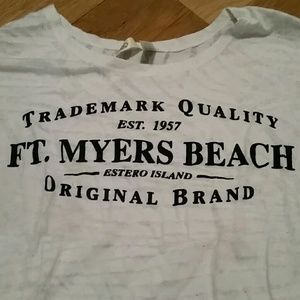 TRADEMARK QUALITY
EST. 1957
FT. MYERS BEACH
ESTERO ISLAND
ORIGINAL BRAND